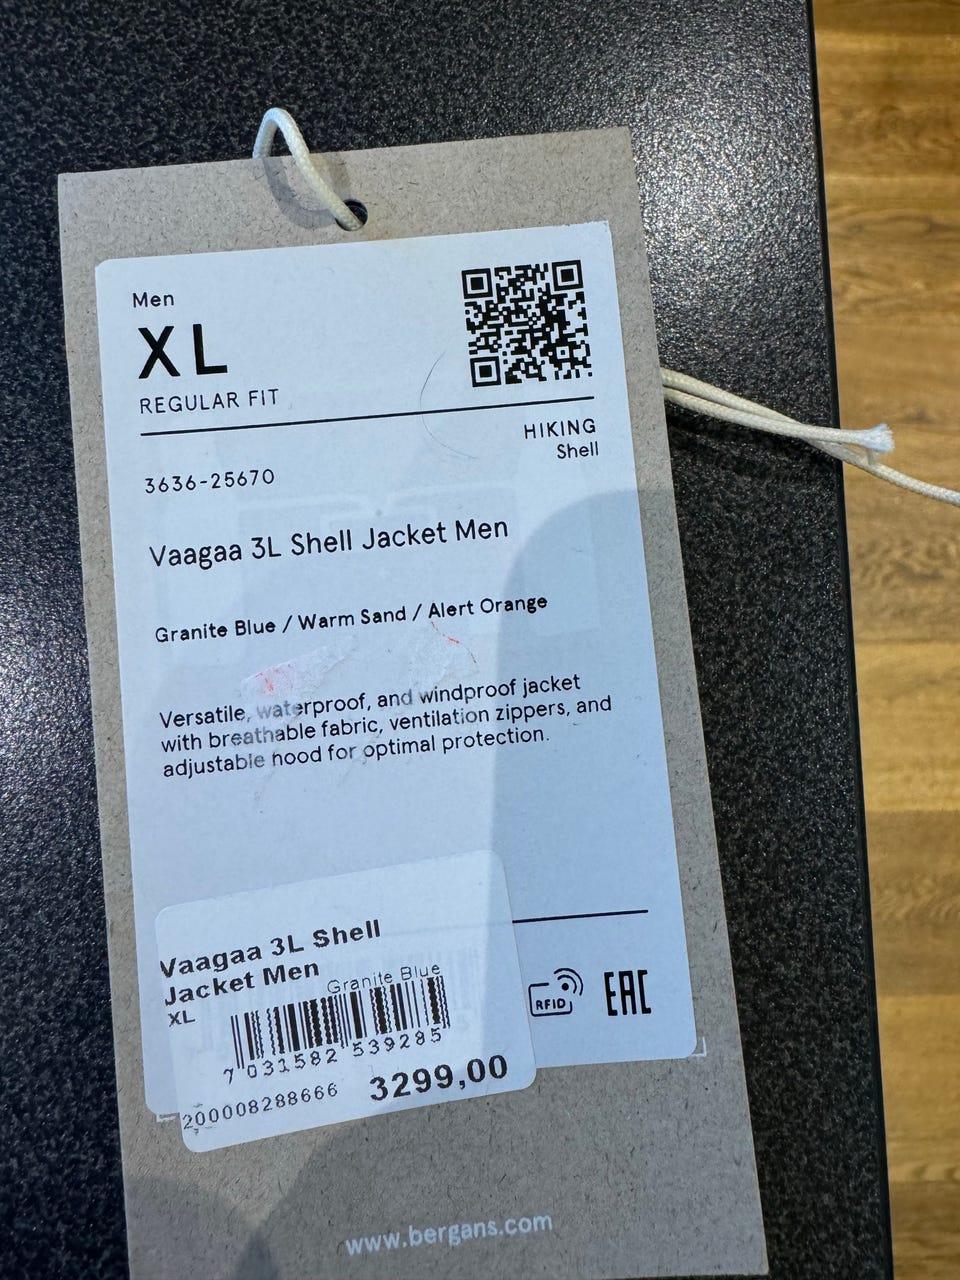 Men
XL
REGULAR FIT
HIKING
Shell
3636-25670
Vaagaa 3L Shell Jacket Men
Granite Blue / Warm Sand / Alert Orange
Versatile, waterproof, and windproof jacket
with breathable fabric, ventilation zippers, and
adjustable hood for optimal protection.
Vaagaa 3L Shell
Jacket Men
Granite Blue
XL
7 031582 539285
200008288666
3299,00
RFID
EAC
www.bergans.com